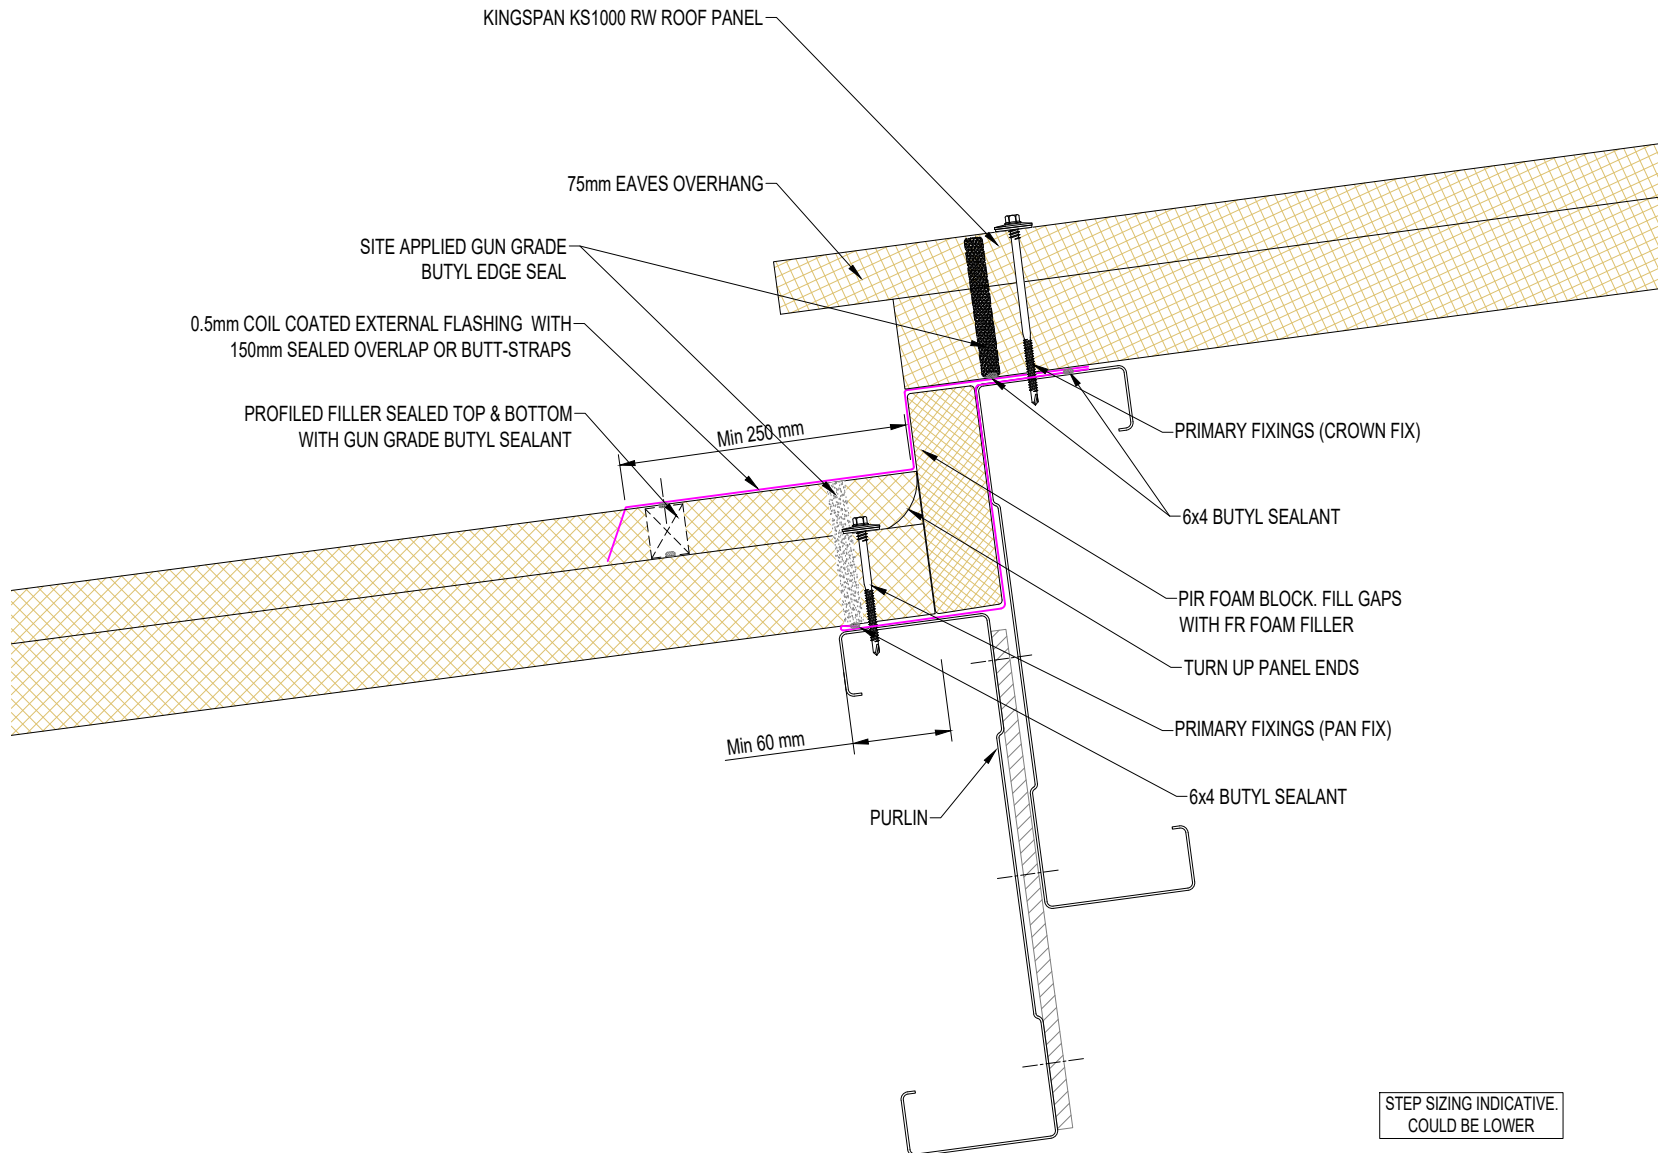 KINGSPAN KS1000 RW ROOF PANEL
75mm EAVES OVERHANG
SITE APPLIED GUN GRADE
BUTYL EDGE SEAL
0.5mm COIL COATED EXTERNAL FLASHING WITH
150mm SEALED OVERLAP OR BUTT-STRAPS
PROFILED FILLER SEALED TOP & BOTTOM
WITH GUN GRADE BUTYL SEALANT
Min 250 mm
PRIMARY FIXINGS (CROWN FIX)
6x4 BUTYL SEALANT
PIR FOAM BLOCK. FILL GAPS
WITH FR FOAM FILLER
TURN UP PANEL ENDS
PRIMARY FIXINGS (PAN FIX)
Min 60 mm
6x4 BUTYL SEALANT
PURLIN
STEP SIZING INDICATIVE.
COULD BE LOWER